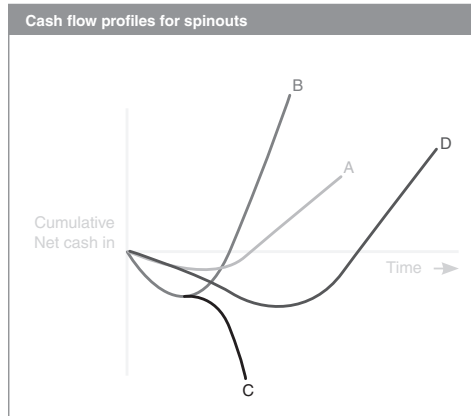 Cash flow profiles for spinouts
B
D
A
Cumulative
Net cash in
Time
C